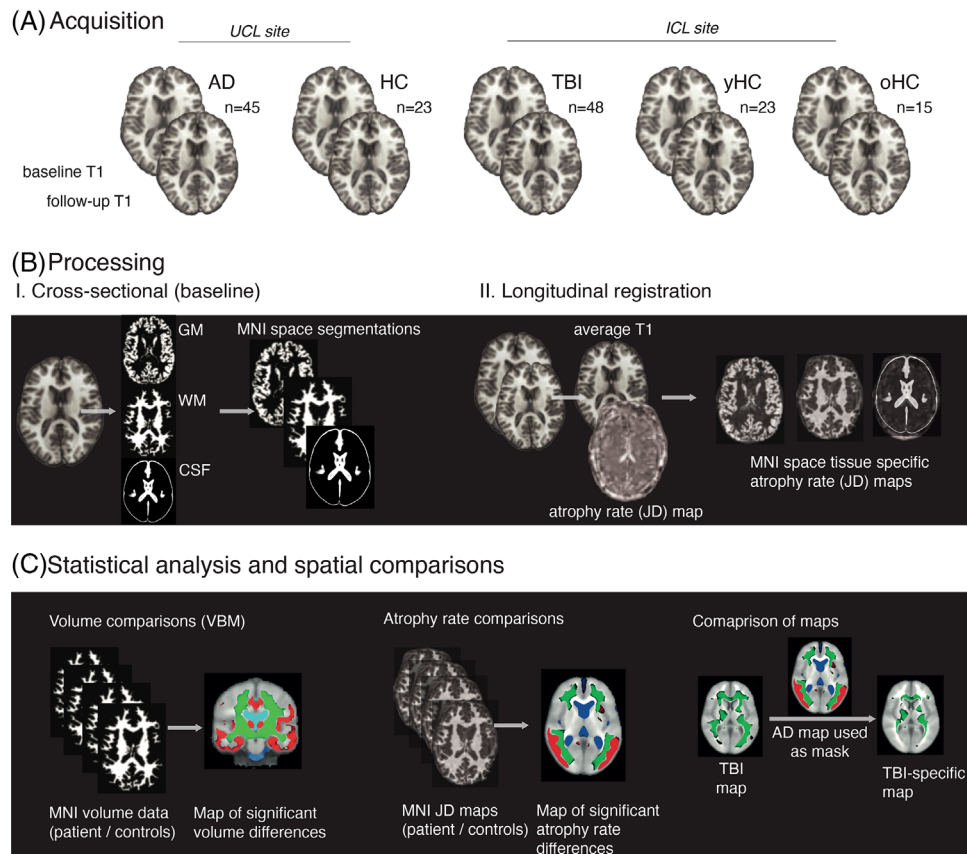 (A) Acquisition
UCL site
ICL site
AD
n=45
HC
n=23
TBI
n=48
yHC
n=23
oHC
n=15
baseline T1
follow-up T1
(B) Processing
I. Cross-sectional (baseline)
II. Longitudinal registration
GM
WM
CSF
MNI space segmentations
average T1
atrophy rate (JD) map
MNI space tissue specific
atrophy rate (JD) maps
(C) Statistical analysis and spatial comparisons
Volume comparisons (VBM)
MNI volume data
(patient / controls)
Map of significant
volume differences
Atrophy rate comparisons
MNI JD maps
(patient / controls)
Map of significant
atrophy rate
differences
Comaprison of maps
TBI
map
AD map used
as mask
TBI-specific
map